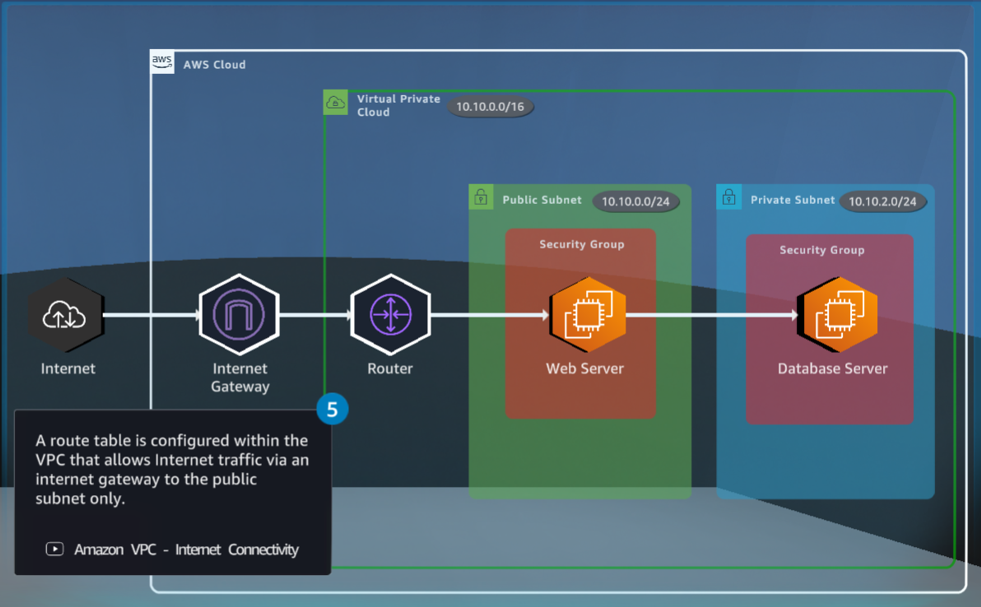 aws
AWS Cloud
Virtual Private
Cloud
10.10.0.0/16
Public Subnet
10.10.0.0/24
Private Subnet
10.10.2.0/24
Security Group
Security Group
Internet
Internet
Gateway
Router
Web Server
Database Server
5
A route table is configured within the
VPC that allows Internet traffic via an
internet gateway to the public
subnet only.
Amazon VPC - Internet Connectivity